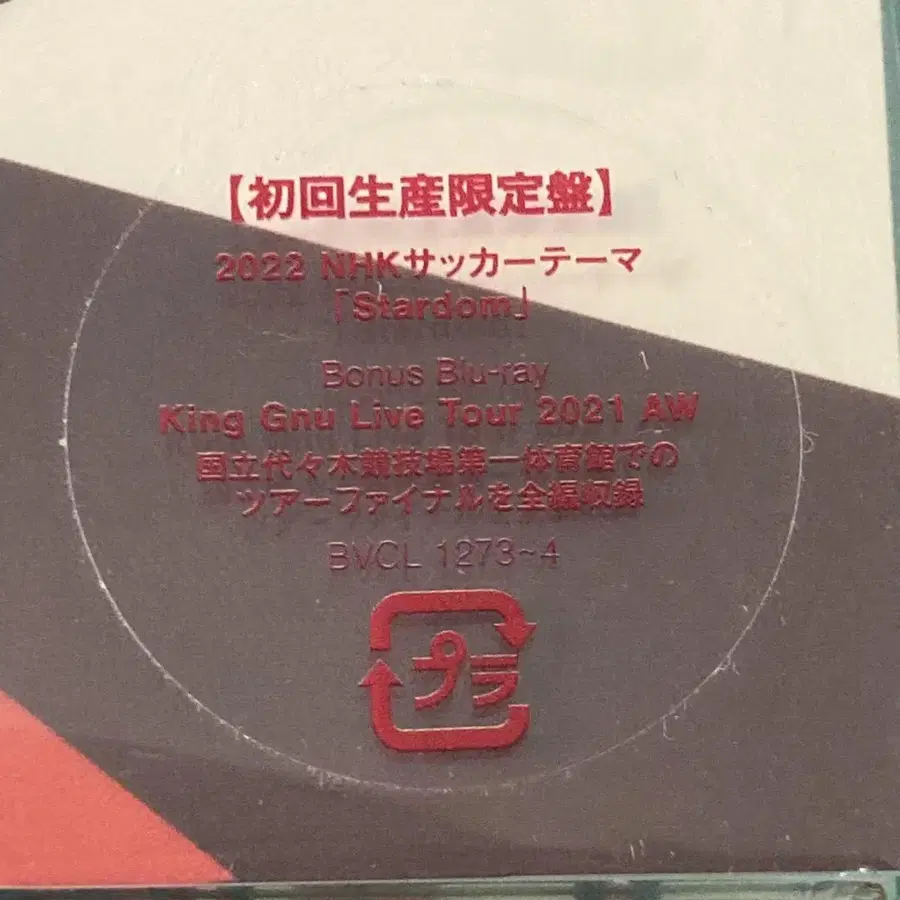 【初回生産限定盤】
2022 NHKサッカーテーマ
「Stardom」
Bonus Blu-ray
King Gnu Live Tour 2021 AW
国立代々木競技場第一体育館での
ツアーファイナルを全編収録
BVCL 1273~4
プラ